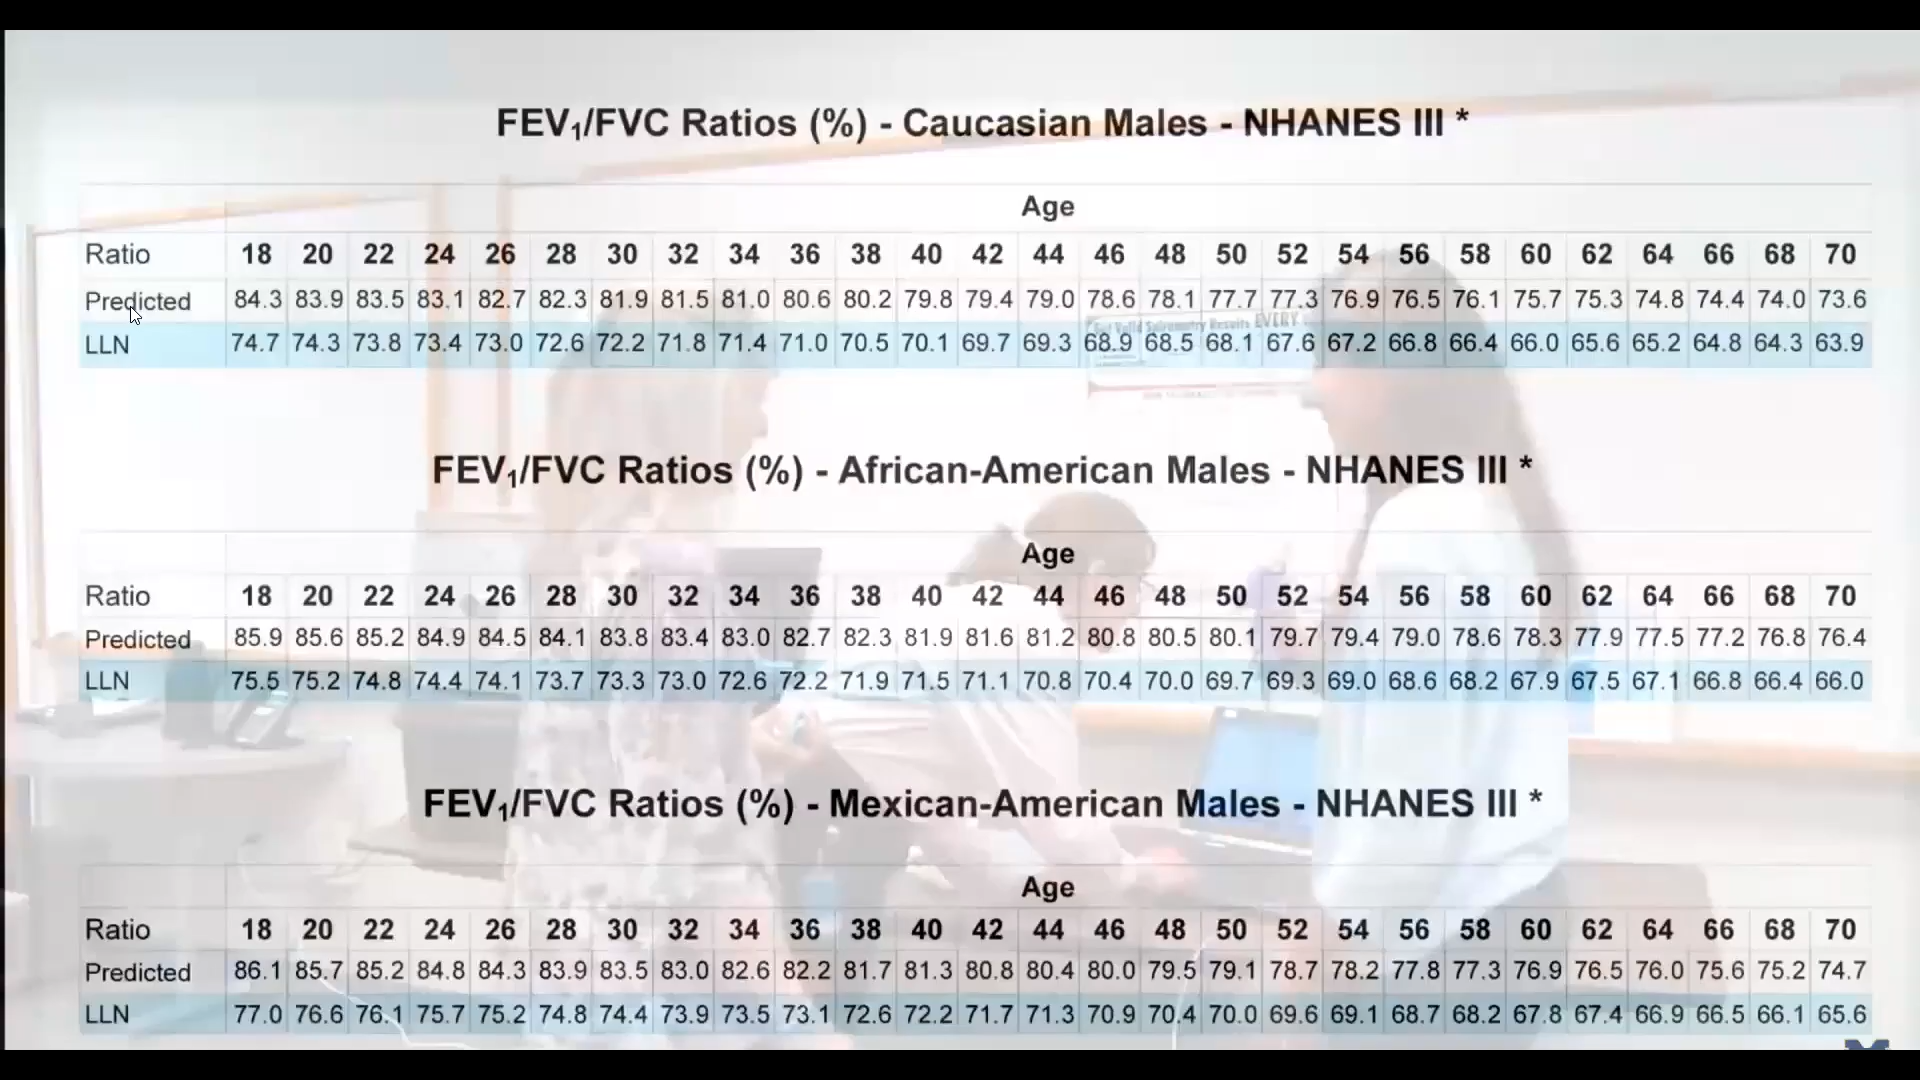 FEV₁/FVC Ratios (%) - Caucasian Males - NHANES III *
Age
Ratio 18 20 22 24 26 28 30 32 34 36 38 40 42 44 46 48 50 52 54 56 58 60 62 64 66 68 70
Predicted 84.3 83.9 83.5 83.1 82.7 82.3 81.9 81.5 81.0 80.6 80.2 79.8 79.4 79.0 78.6 78.1 77.7 77.3 76.9 76.5 76.1 75.7 75.3 74.8 74.4 74.0 73.6
Get Valid Spirometry Results EVERY
LLN 74.7 74.3 73.8 73.4 73.0 72.6 72.2 71.8 71.4 71.0 70.5 70.1 69.7 69.3 68.9 68.5 68.1 67.6 67.2 66.8 66.4 66.0 65.6 65.2 64.8 64.3 63.9
FEV₁/FVC Ratios (%) - African-American Males - NHANES III *
Age
Ratio 18 20 22 24 26 28 30 32 34 36 38 40 42 44 46 48 50 52 54 56 58 60 62 64 66 68 70
Predicted 85.9 85.6 85.2 84.9 84.5 84.1 83.8 83.4 83.0 82.7 82.3 81.9 81.6 81.2 80.8 80.5 80.1 79.7 79.4 79.0 78.6 78.3 77.9 77.5 77.2 76.8 76.4
LLN 75.5 75.2 74.8 74.4 74.1 73.7 73.3 73.0 72.6 72.2 71.9 71.5 71.1 70.8 70.4 70.0 69.7 69.3 69.0 68.6 68.2 67.9 67.5 67.1 66.8 66.4 66.0
FEV₁/FVC Ratios (%) - Mexican-American Males - NHANES III *
Age
Ratio 18 20 22 24 26 28 30 32 34 36 38 40 42 44 46 48 50 52 54 56 58 60 62 64 66 68 70
Predicted 86.1 85.7 85.2 84.8 84.3 83.9 83.5 83.0 82.6 82.2 81.7 81.3 80.8 80.4 80.0 79.5 79.1 78.7 78.2 77.8 77.3 76.9 76.5 76.0 75.6 75.2 74.7
LLN 77.0 76.6 76.1 75.7 75.2 74.8 74.4 73.9 73.5 73.1 72.6 72.2 71.7 71.3 70.9 70.4 70.0 69.6 69.1 68.7 68.2 67.8 67.4 66.9 66.5 66.1 65.6